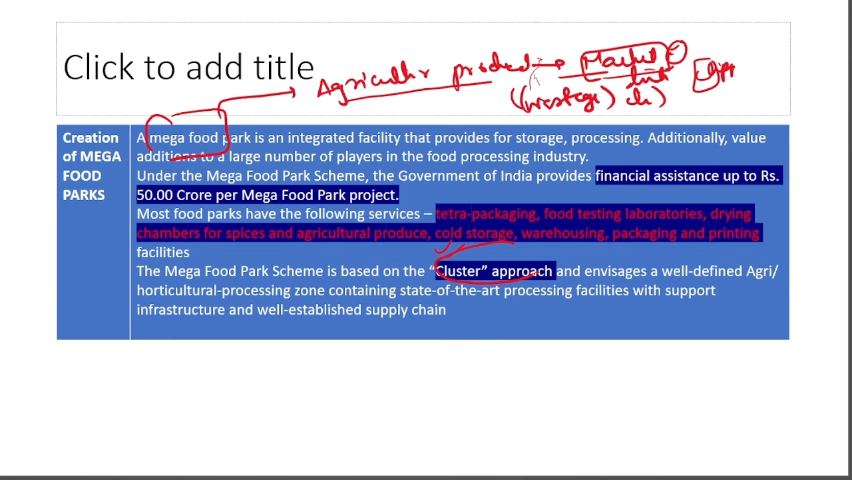 Click to add title
Agricultur produce Market
(wastage)
Creation of MEGA FOOD PARKS
A mega food park is an integrated facility that provides for storage, processing. Additionally, value
additions to a large number of players in the food processing industry.
Under the Mega Food Park Scheme, the Government of India provides financial assistance up to Rs.
50.00 Crore per Mega Food Park project.
Most food parks have the following services – tetra-packaging, food testing laboratories, drying
chambers for spices and agricultural produce, cold storage, warehousing, packaging and printing
facilities
The Mega Food Park Scheme is based on the “Cluster” approach and envisages a well-defined Agri/
horticultural-processing zone containing state-of-the-art processing facilities with support
infrastructure and well-established supply chain